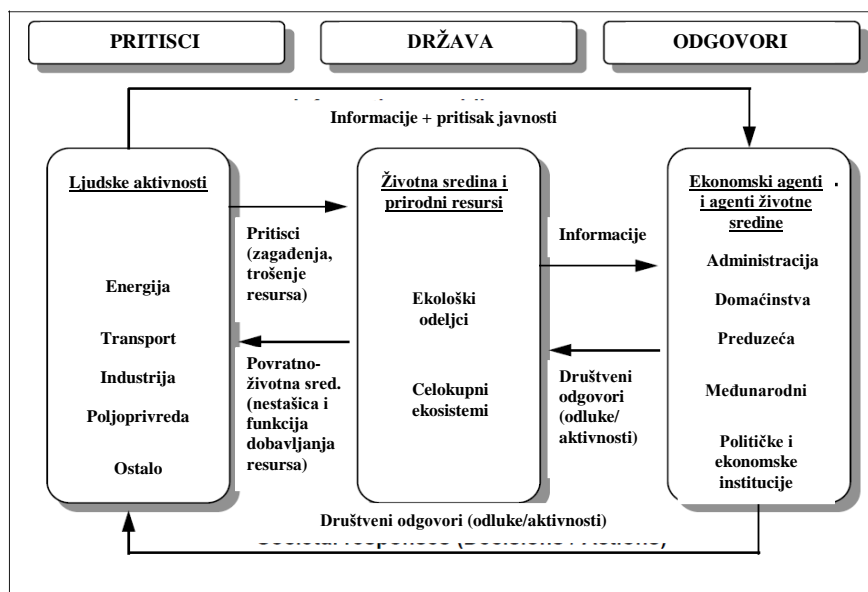 PRITISCI
DRŽAVA
ODGOVORI
Informacije + pritisak javnosti
Ljudske aktivnosti
Energija
Transport
Industrija
Poljoprivreda
Ostalo
Pritisci
(zagađenja,
trošenje
resursa)
Povratno-
životna sred.
(nestašica i
funkcija
dobavljanja
resursa)
Životna sredina i
prirodni resursi
Ekološki
odeljci
Celokupni
ekosistemi
Informacije
Društveni
odgovori
(odluke/
aktivnosti)
Ekonomski agenti
i agenti životne
sredine
Administracija
Domaćinstva
Preduzeća
Međunarodni
Političke i
ekonomske
institucije
Društveni odgovori (odluke/aktivnosti)